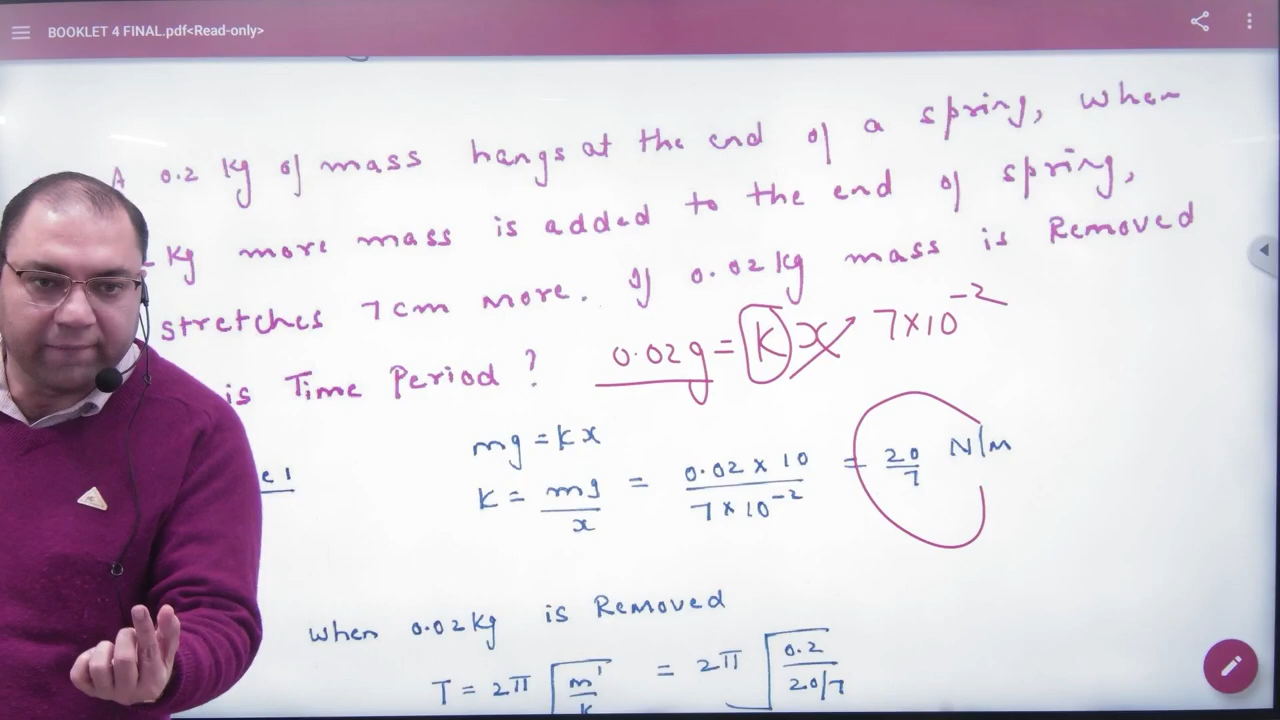 BOOKLET 4 FINAL.pdf<Read-only>
A 0.2 kg of mass hangs at the end of a spring, when
kg more mass is added to the end of spring,
stretches 7cm more. If 0.02kg mass is Removed
is Time Period ?
0.02g = k x 7×10⁻²
mg = kx
K = mg/x = 0.02 × 10 / 7 × 10⁻² = 20/7 N/m
when 0.02kg is Removed
T = 2π √(m'/k) = 2π √(0.2/(20/7))